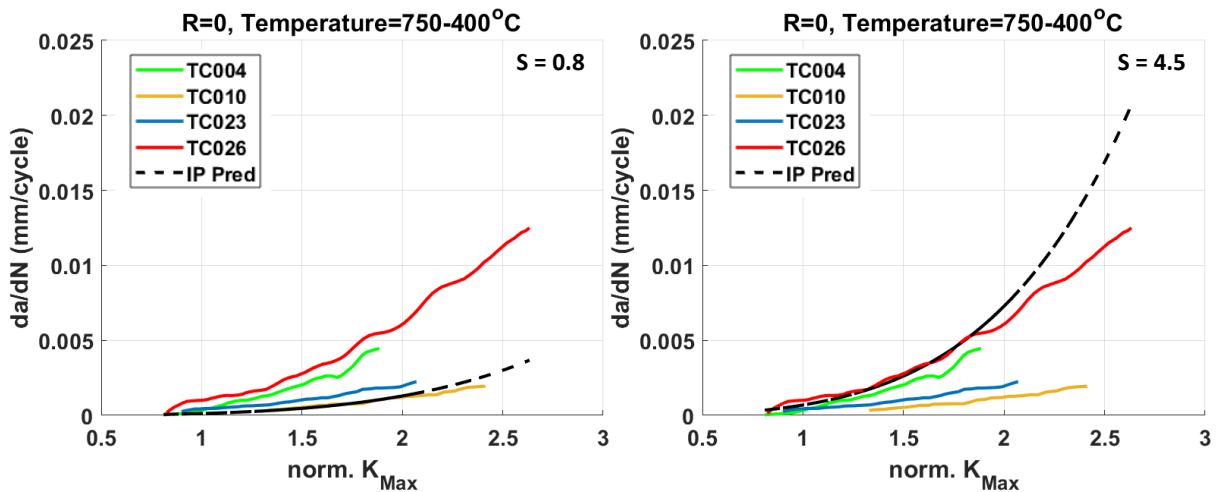 R=0, Temperature=750-400°C
0.025
0.02
0.015
0.01
0.005
0
da/dN (mm/cycle)
TC004
TC010
TC023
TC026
IP Pred
S = 0.8
0.5
1
1.5
2
2.5
3
norm. K_Max
R=0, Temperature=750-400°C
0.025
0.02
0.015
0.01
0.005
0
da/dN (mm/cycle)
TC004
TC010
TC023
TC026
IP Pred
S = 4.5
0.5
1
1.5
2
2.5
3
norm. K_Max